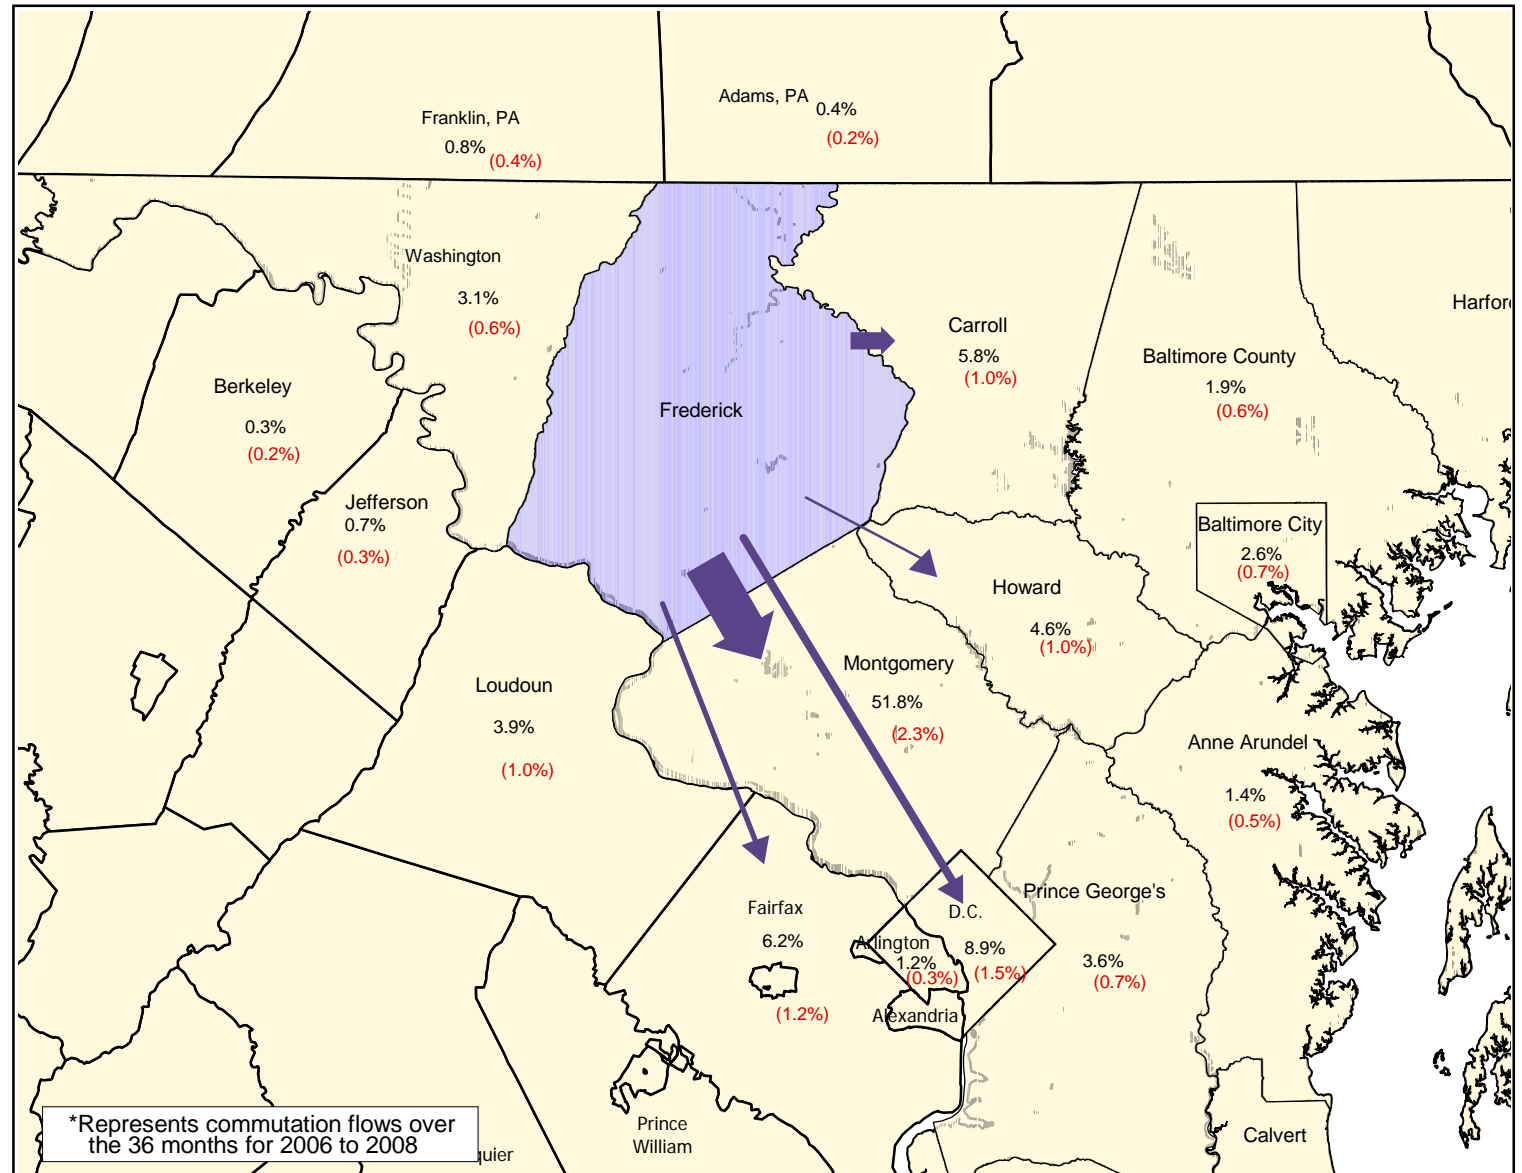 Adams, PA
0.4%
(0.2%)
Franklin, PA
0.8%
(0.4%)
Washington
3.1%
(0.6%)
Harford
Carroll
5.8%
(1.0%)
Baltimore County
1.9%
(0.6%)
Berkeley
0.3%
(0.2%)
Frederick
Jefferson
0.7%
(0.3%)
Baltimore City
2.6%
(0.7%)
Howard
4.6%
(1.0%)
Montgomery
51.8%
(2.3%)
Loudoun
3.9%
(1.0%)
Anne Arundel
1.4%
(0.5%)
Prince George's
3.6%
(0.7%)
Fairfax
6.2%
(1.2%)
D.C.
8.9%
(1.5%)
Arlington
1.2%
(0.3%)
Alexandria
Prince
William
Calvert
*Represents commutation flows over
the 36 months for 2006 to 2008
quier